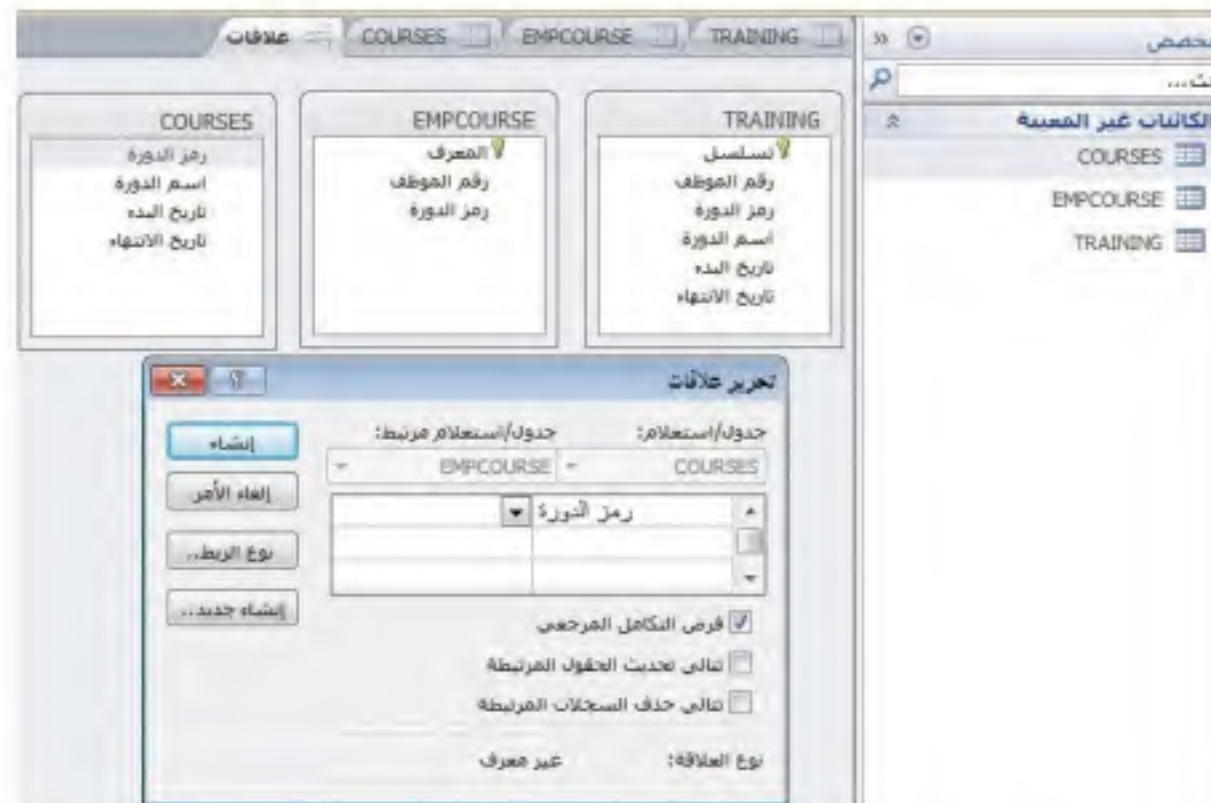 علاقات COURSES EMPCOURSE TRAINING
الكائنات غير المعينة
COURSES
EMPCOURSE
TRAINING
TRAINING
تسلسل
رقم الموظف
رمز الدورة
اسم الدورة
تاريخ البدء
تاريخ الانتهاء
EMPCOURSE
المعرف
رقم الموظف
رمز الدورة
COURSES
رمز الدورة
اسم الدورة
تاريخ البدء
تاريخ الانتهاء
تحرير علاقات
جدول/استعلام: جدول/استعلام مرتبط:
COURSES EMPCOURSE
رمز الدورة
فرض التكامل المرجعي
تتالي تحديث الحقول المرتبطة
تتالي حذف السجلات المرتبطة
نوع العلاقة: غير معرف
إنشاء
إلغاء الأمر
نوع الربط..
إنشاء جديد..